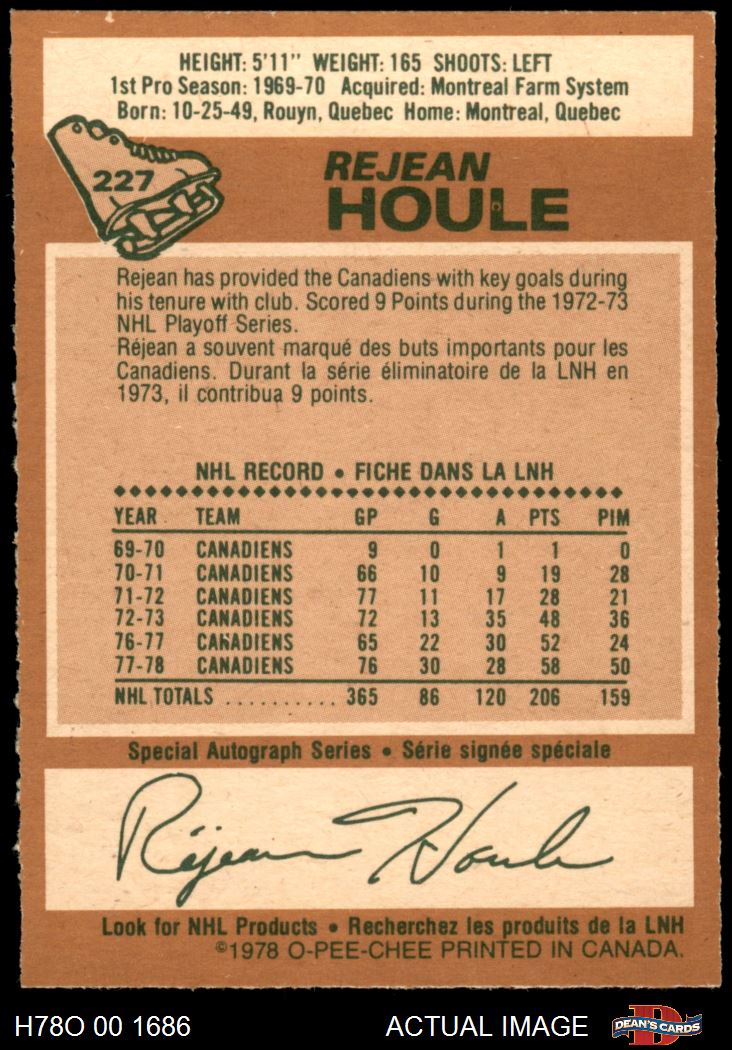 HEIGHT: 5'11" WEIGHT: 165 SHOOTS: LEFT
1st Pro Season: 1969-70 Acquired: Montreal Farm System
Born: 10-25-49, Rouyn, Quebec Home: Montreal, Quebec
227
REJEAN
HOULE
Rejean has provided the Canadiens with key goals during
his tenure with club. Scored 9 Points during the 1972-73
NHL Playoff Series.
Réjean a souvent marqué des buts importants pour les
Canadiens. Durant la série éliminatoire de la LNH en
1973, il contribua 9 points.
NHL RECORD • FICHE DANS LA LNH
YEAR TEAM GP G A PTS PIM
69-70 CANADIENS 9 0 1 1 0
70-71 CANADIENS 66 10 9 19 28
71-72 CANADIENS 77 11 17 28 21
72-73 CANADIENS 72 13 35 48 36
76-77 CANADIENS 65 22 30 52 24
77-78 CANADIENS 76 30 28 58 50
NHL TOTALS .......... 365 86 120 206 159
Special Autograph Series • Série signée spéciale
Réjean Houle
Look for NHL Products • Recherchez les produits de la LNH
©1978 O-PEE-CHEE PRINTED IN CANADA.
H78O 00 1686 ACTUAL IMAGE
D
DEAN'S CARDS